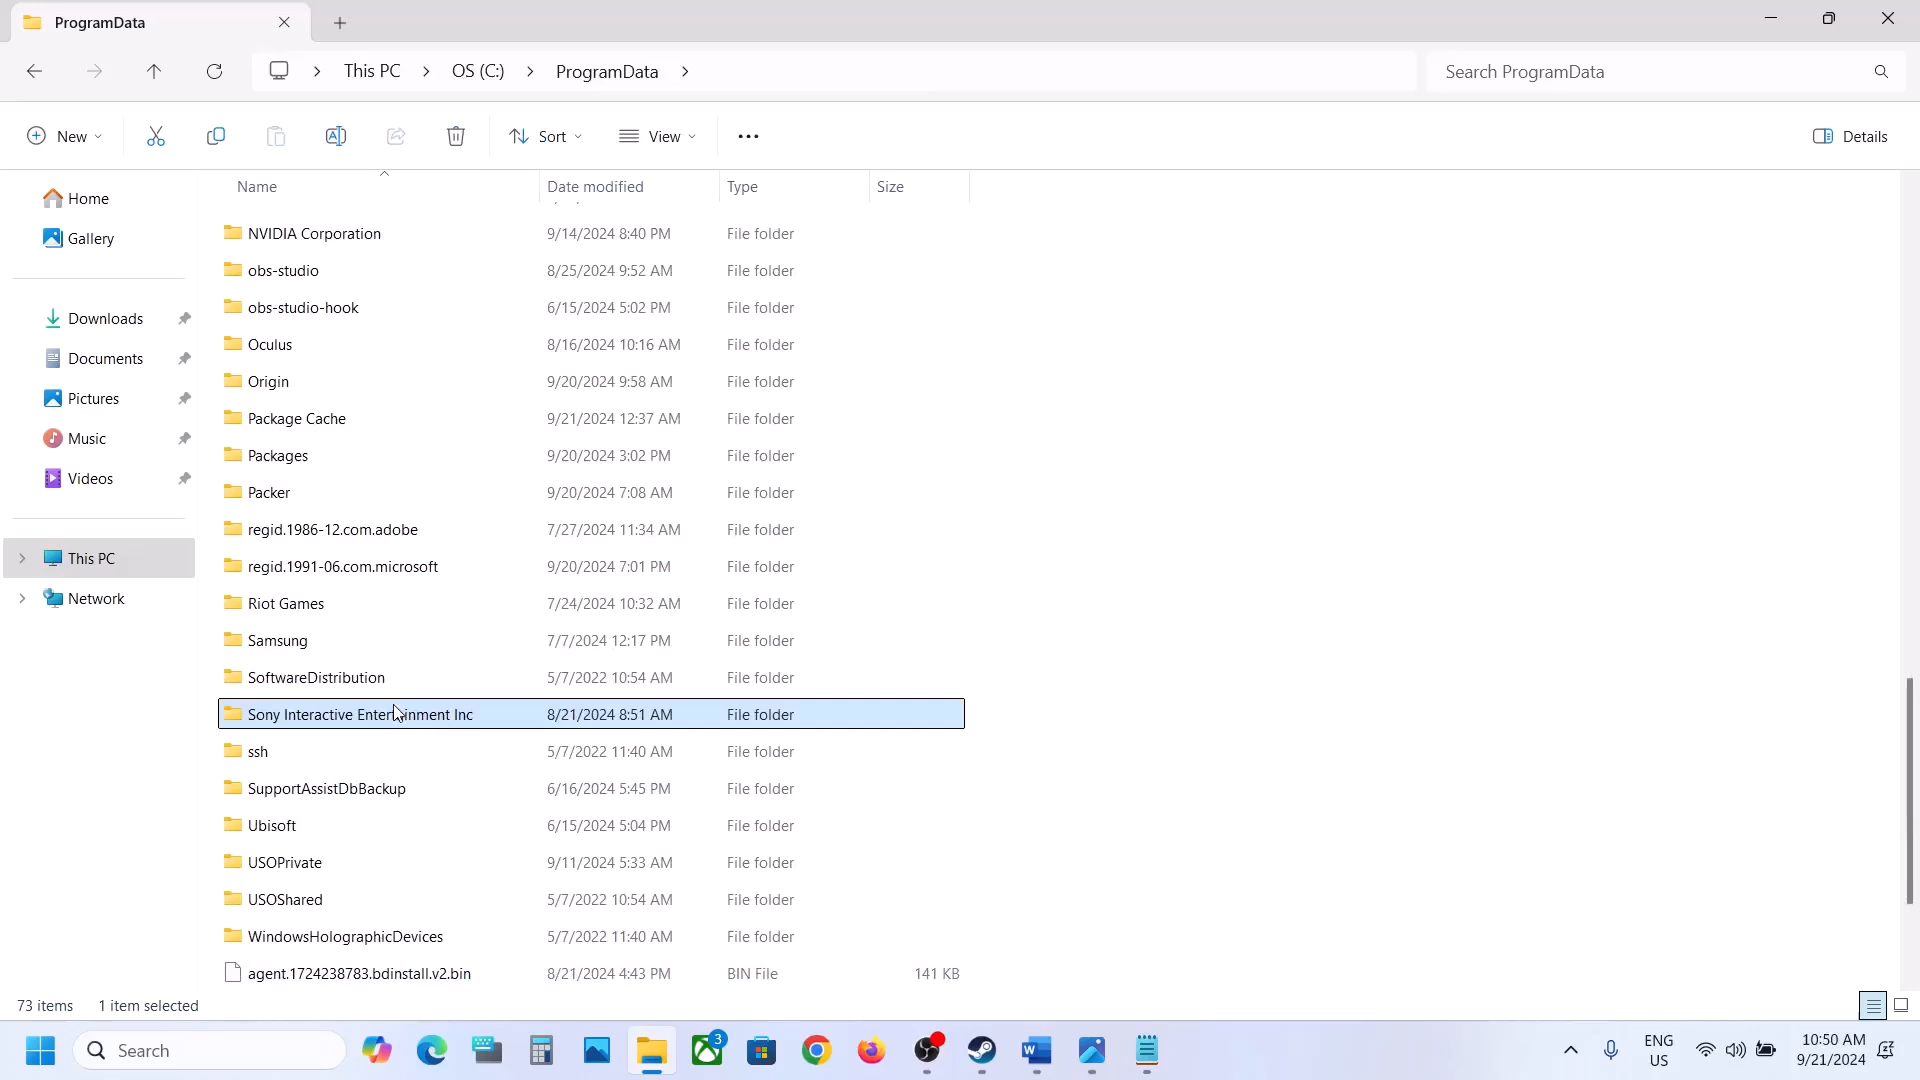 ProgramData
This PC
OS (C:)
ProgramData
Search ProgramData
New
Sort
View
Details
Name
Date modified
Type
Size
Home
Gallery
Downloads
Documents
Pictures
Music
Videos
This PC
Network
NVIDIA Corporation 9/14/2024 8:40 PM File folder
obs-studio 8/25/2024 9:52 AM File folder
obs-studio-hook 6/15/2024 5:02 PM File folder
Oculus 8/16/2024 10:16 AM File folder
Origin 9/20/2024 9:58 AM File folder
Package Cache 9/21/2024 12:37 AM File folder
Packages 9/20/2024 3:02 PM File folder
Packer 9/20/2024 7:08 AM File folder
regid.1986-12.com.adobe 7/27/2024 11:34 AM File folder
regid.1991-06.com.microsoft 9/20/2024 7:01 PM File folder
Riot Games 7/24/2024 10:32 AM File folder
Samsung 7/7/2024 12:17 PM File folder
SoftwareDistribution 5/7/2022 10:54 AM File folder
Sony Interactive Entertainment Inc 8/21/2024 8:51 AM File folder
ssh 5/7/2022 11:40 AM File folder
SupportAssistDbBackup 6/16/2024 5:45 PM File folder
Ubisoft 6/15/2024 5:04 PM File folder
USOPrivate 9/11/2024 5:33 AM File folder
USOShared 5/7/2022 10:54 AM File folder
WindowsHolographicDevices 5/7/2022 11:40 AM File folder
agent.1724238783.bdinstall.v2.bin 8/21/2024 4:43 PM BIN File 141 KB
73 items 1 item selected
Search
3
ENG
US
10:50 AM
9/21/2024